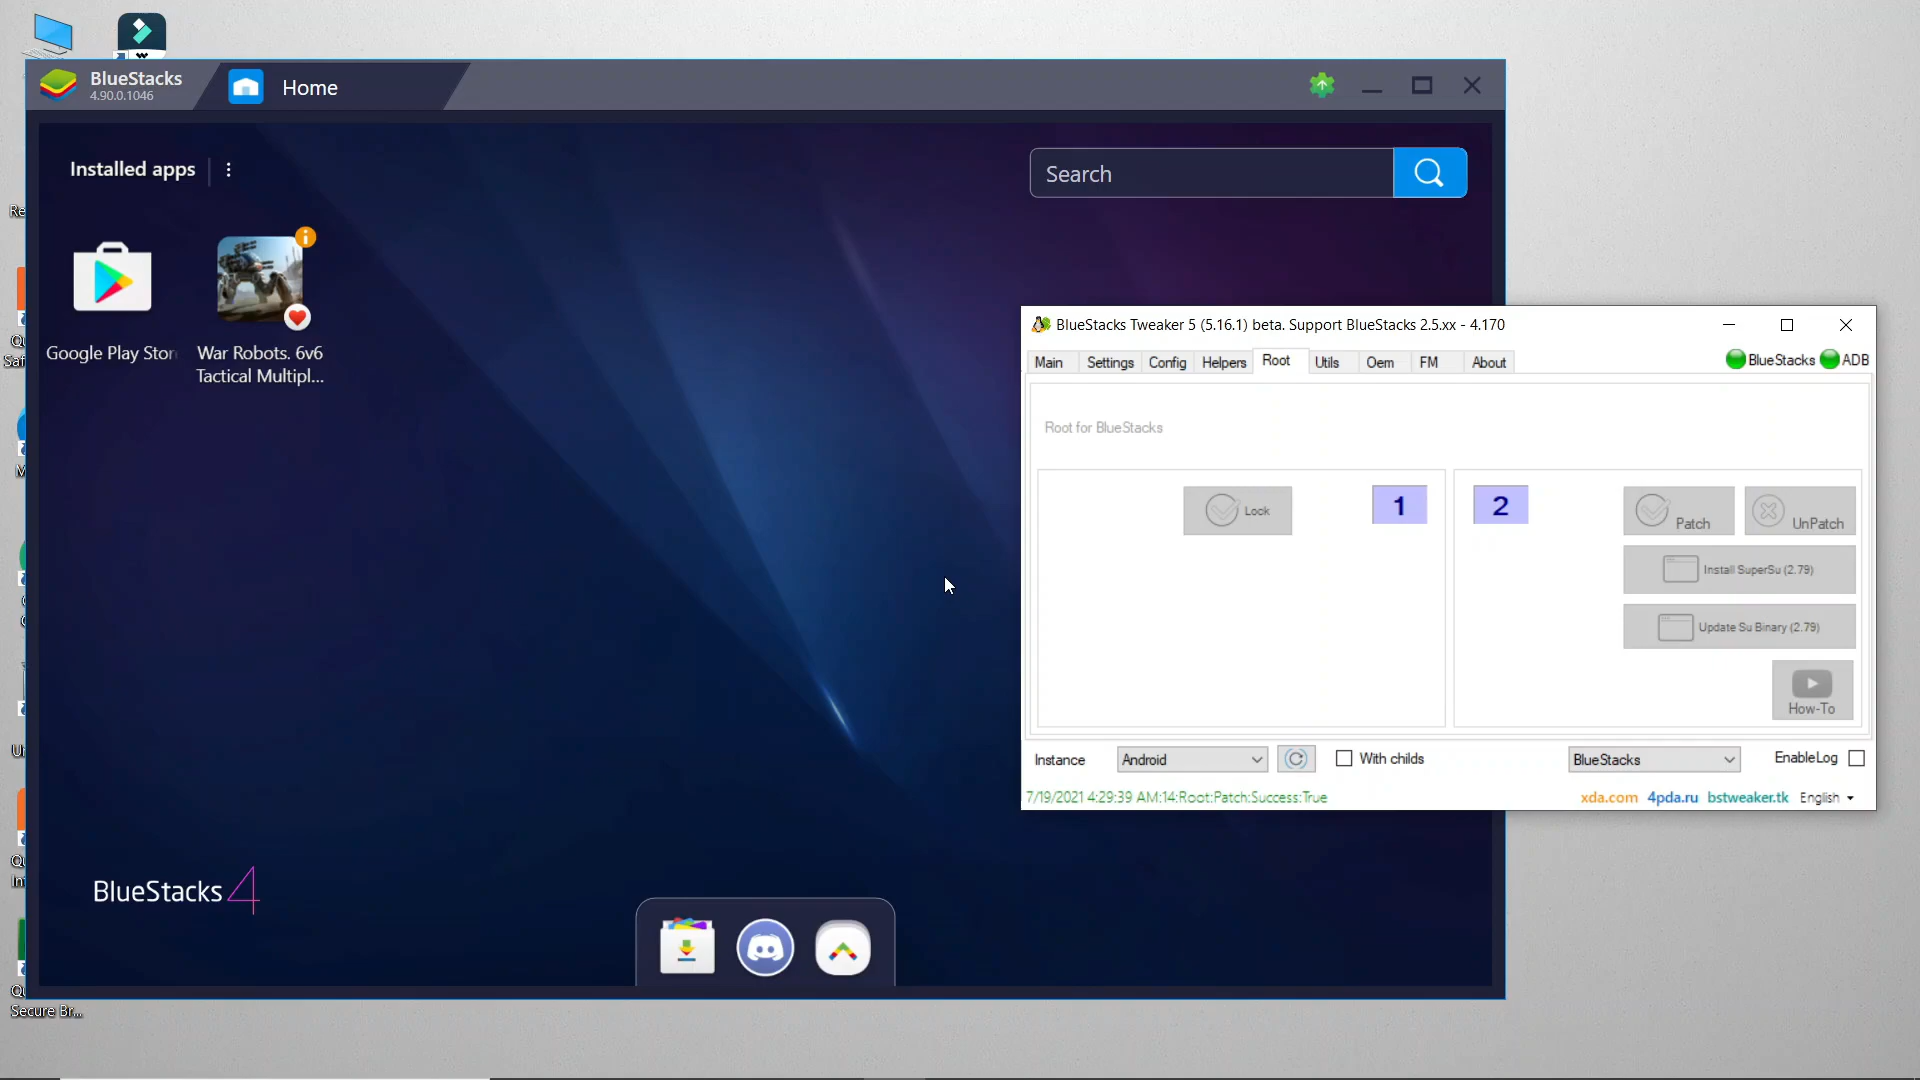 BlueStacks
4.90.0.1046
Home
Installed apps
Search
Google Play Stor
War Robots. 6v6
Tactical Multipl...
BlueStacks 4
Secure Br...
BlueStacks Tweaker 5 (5.16.1) beta. Support BlueStacks 2.5.xx - 4.170
Main Settings Config Helpers Root Utils Oem FM About BlueStacks ADB
Root for BlueStacks
Lock 1 2 Patch UnPatch
Install SuperSu (2.79)
Update Su Binary (2.79)
How-To
Instance Android With childs BlueStacks EnableLog
7/19/2021 4:29:39 AM:14:Root:Patch:Success:True xda.com 4pda.ru bstweaker.tk English